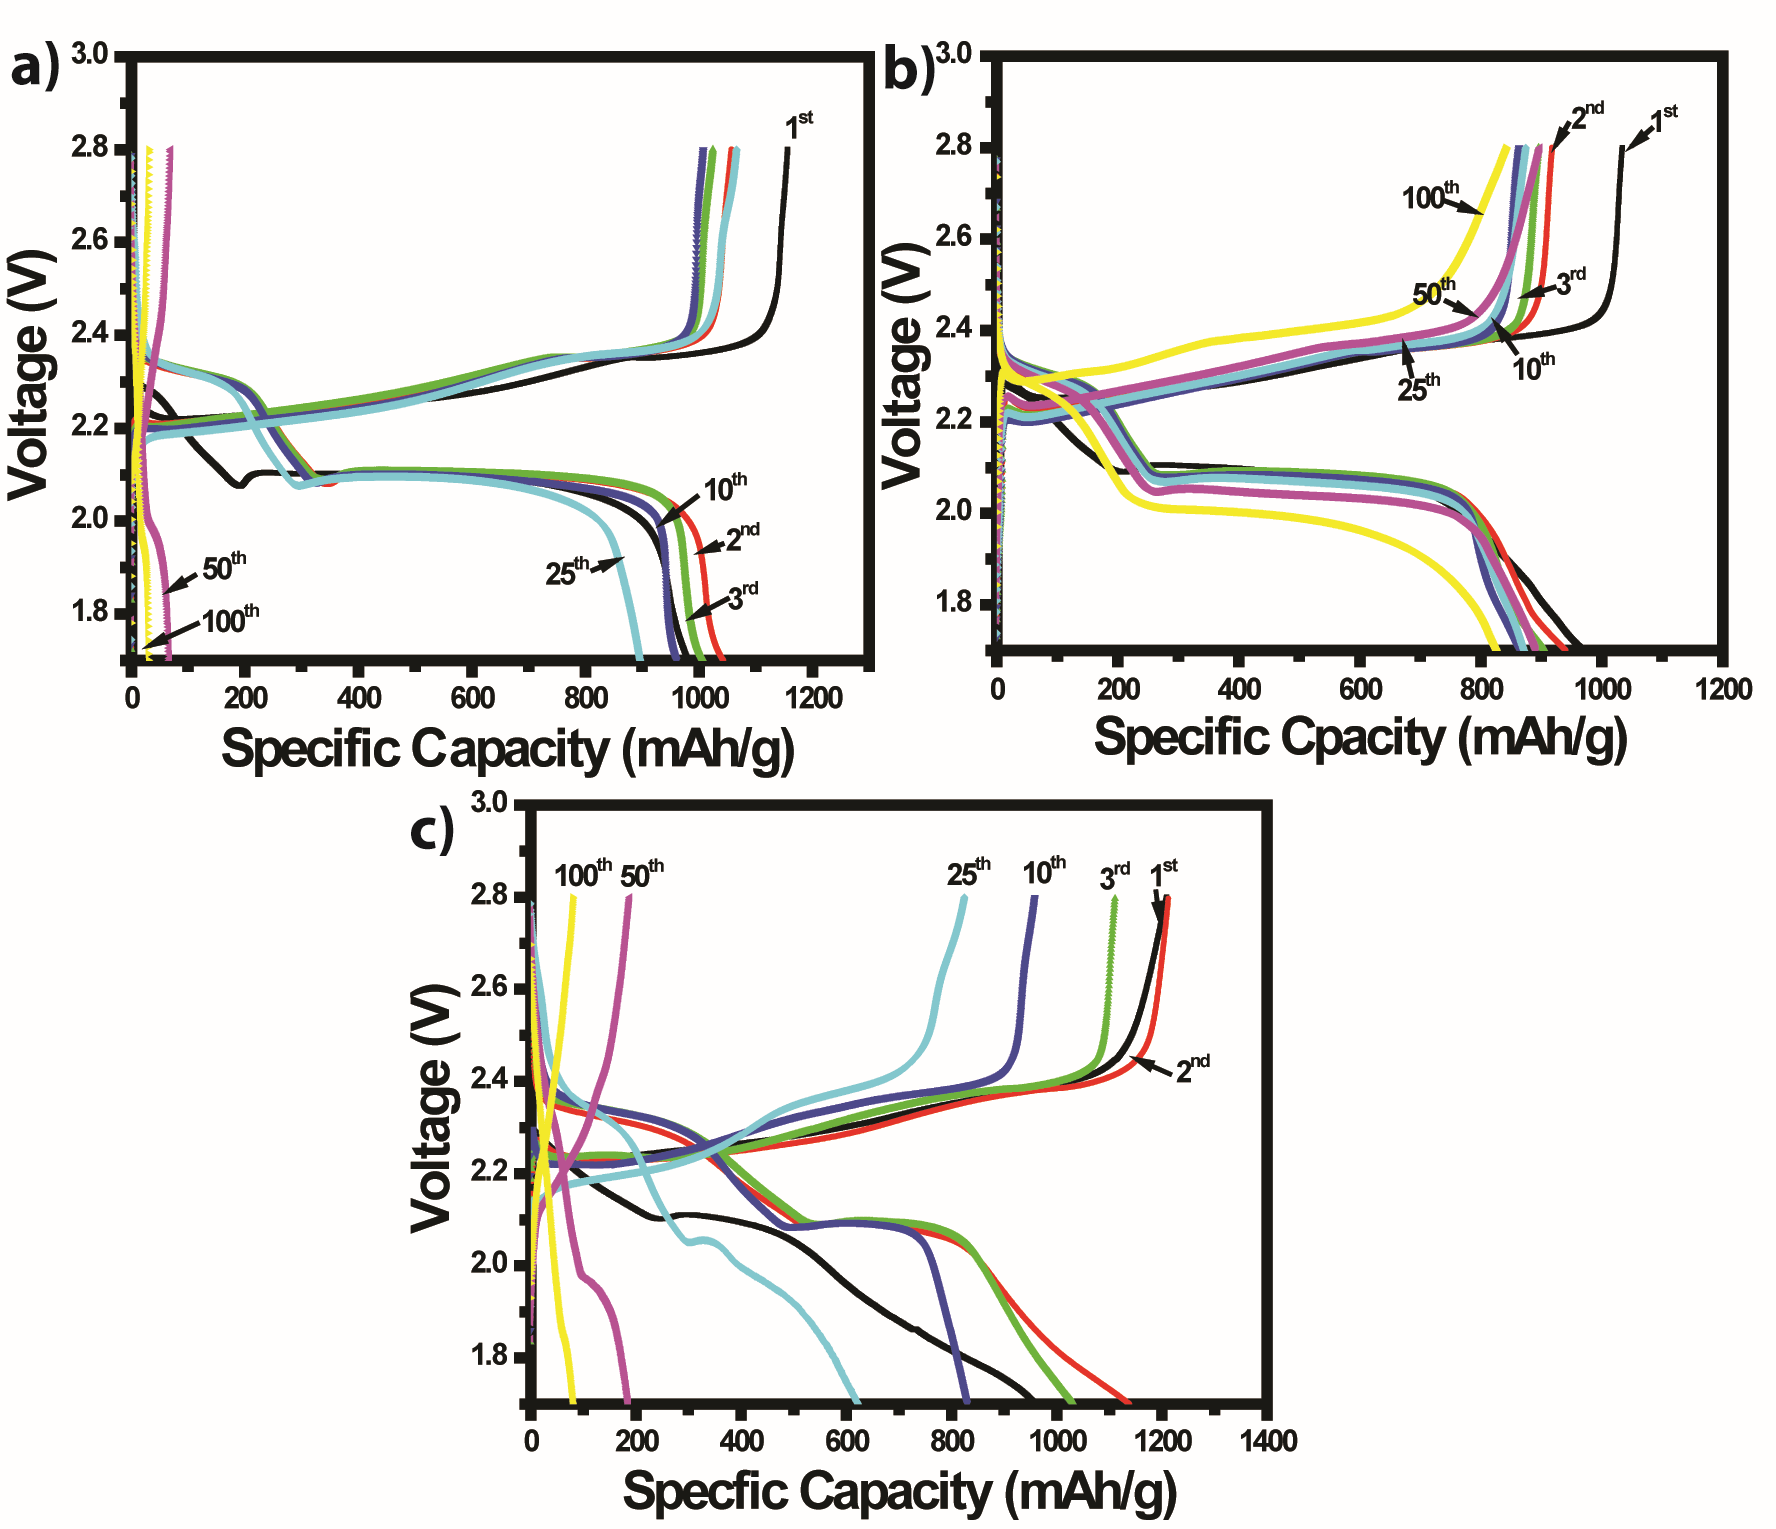 a)
3.0
2.8
2.6
2.4
2.2
2.0
1.8
Voltage (V)
1st
10th
2nd
25th
3rd
50th
100th
0 200 400 600 800 1000 1200
Specific Capacity (mAh/g)
b)
3.0
2.8
2.6
2.4
2.2
2.0
1.8
Voltage (V)
2nd
1st
100th
3rd
50th
10th
25th
0 200 400 600 800 1000 1200
Specific Cpacity (mAh/g)
c)
3.0
2.8
2.6
2.4
2.2
2.0
1.8
Voltage (V)
100th 50th 25th 10th 3rd 1st
2nd
0 200 400 600 800 1000 1200 1400
Specfic Capacity (mAh/g)